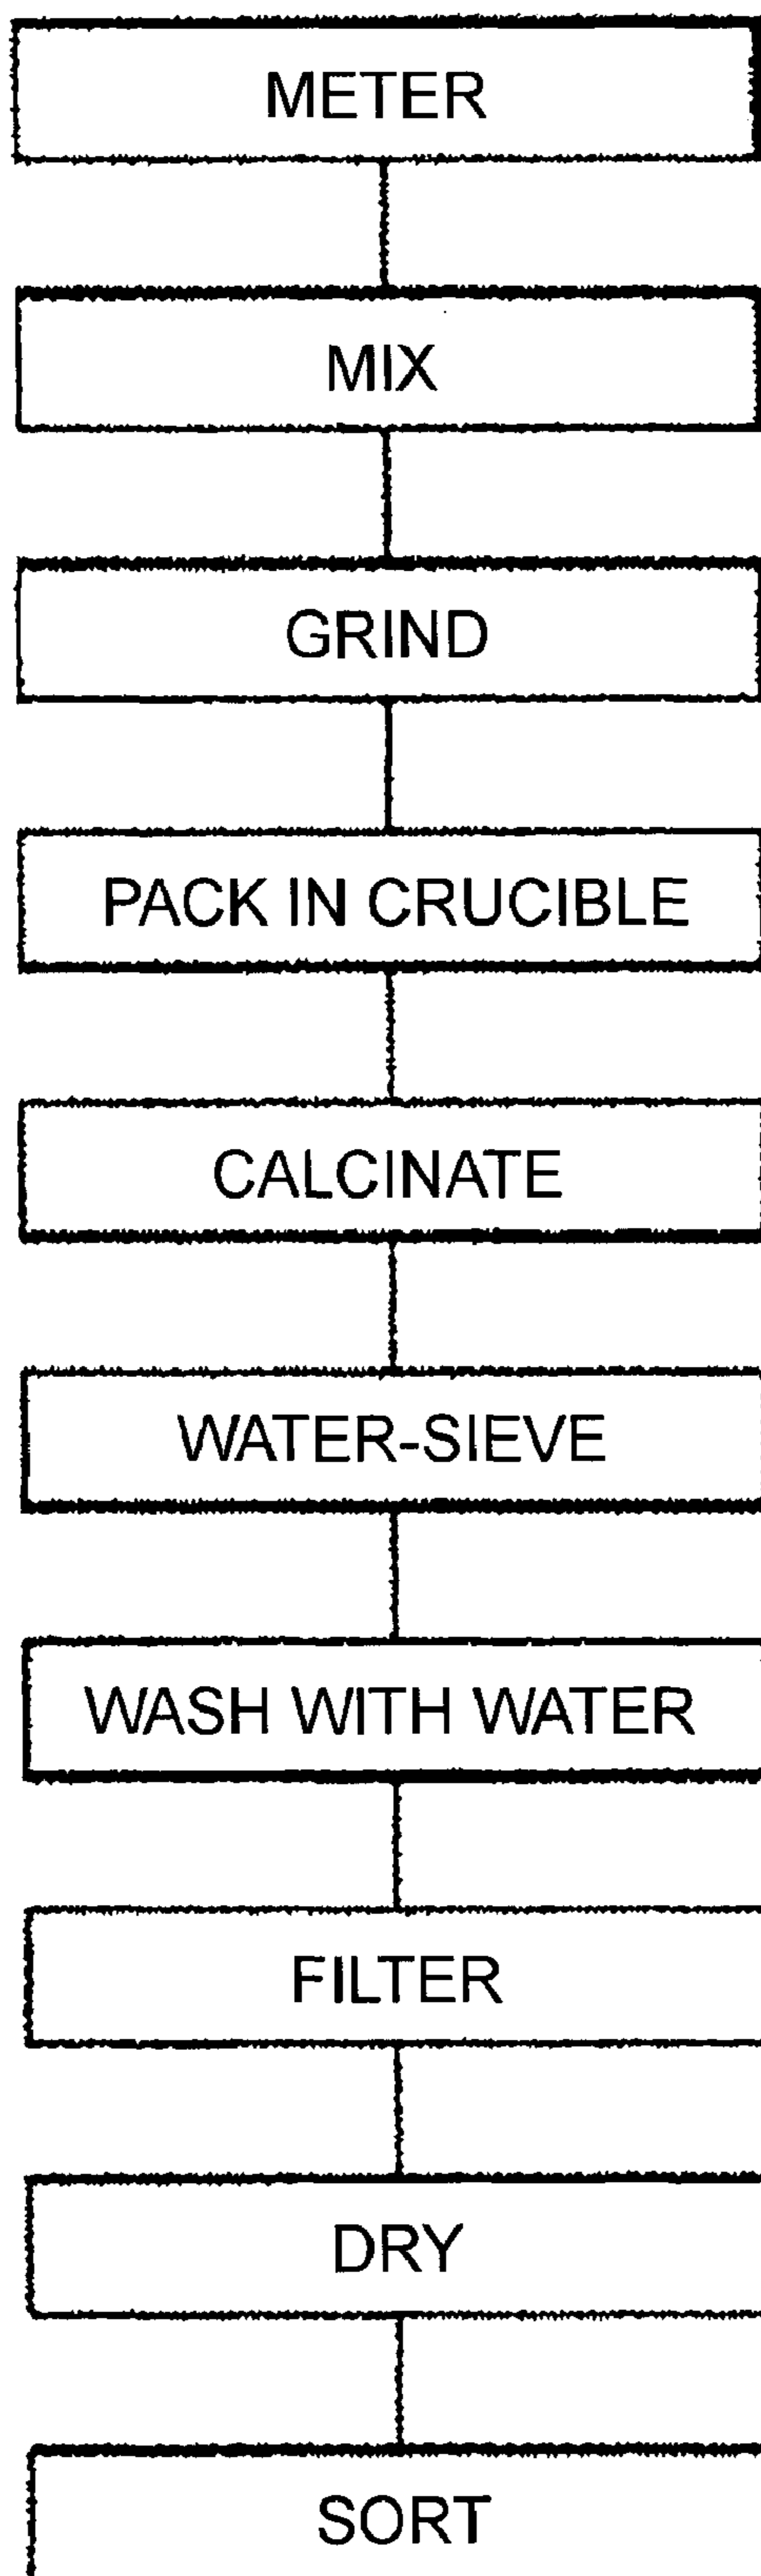 METER
MIX
GRIND
PACK IN CRUCIBLE
CALCINATE
WATER-SIEVE
WASH WITH WATER
FILTER
DRY
SORT